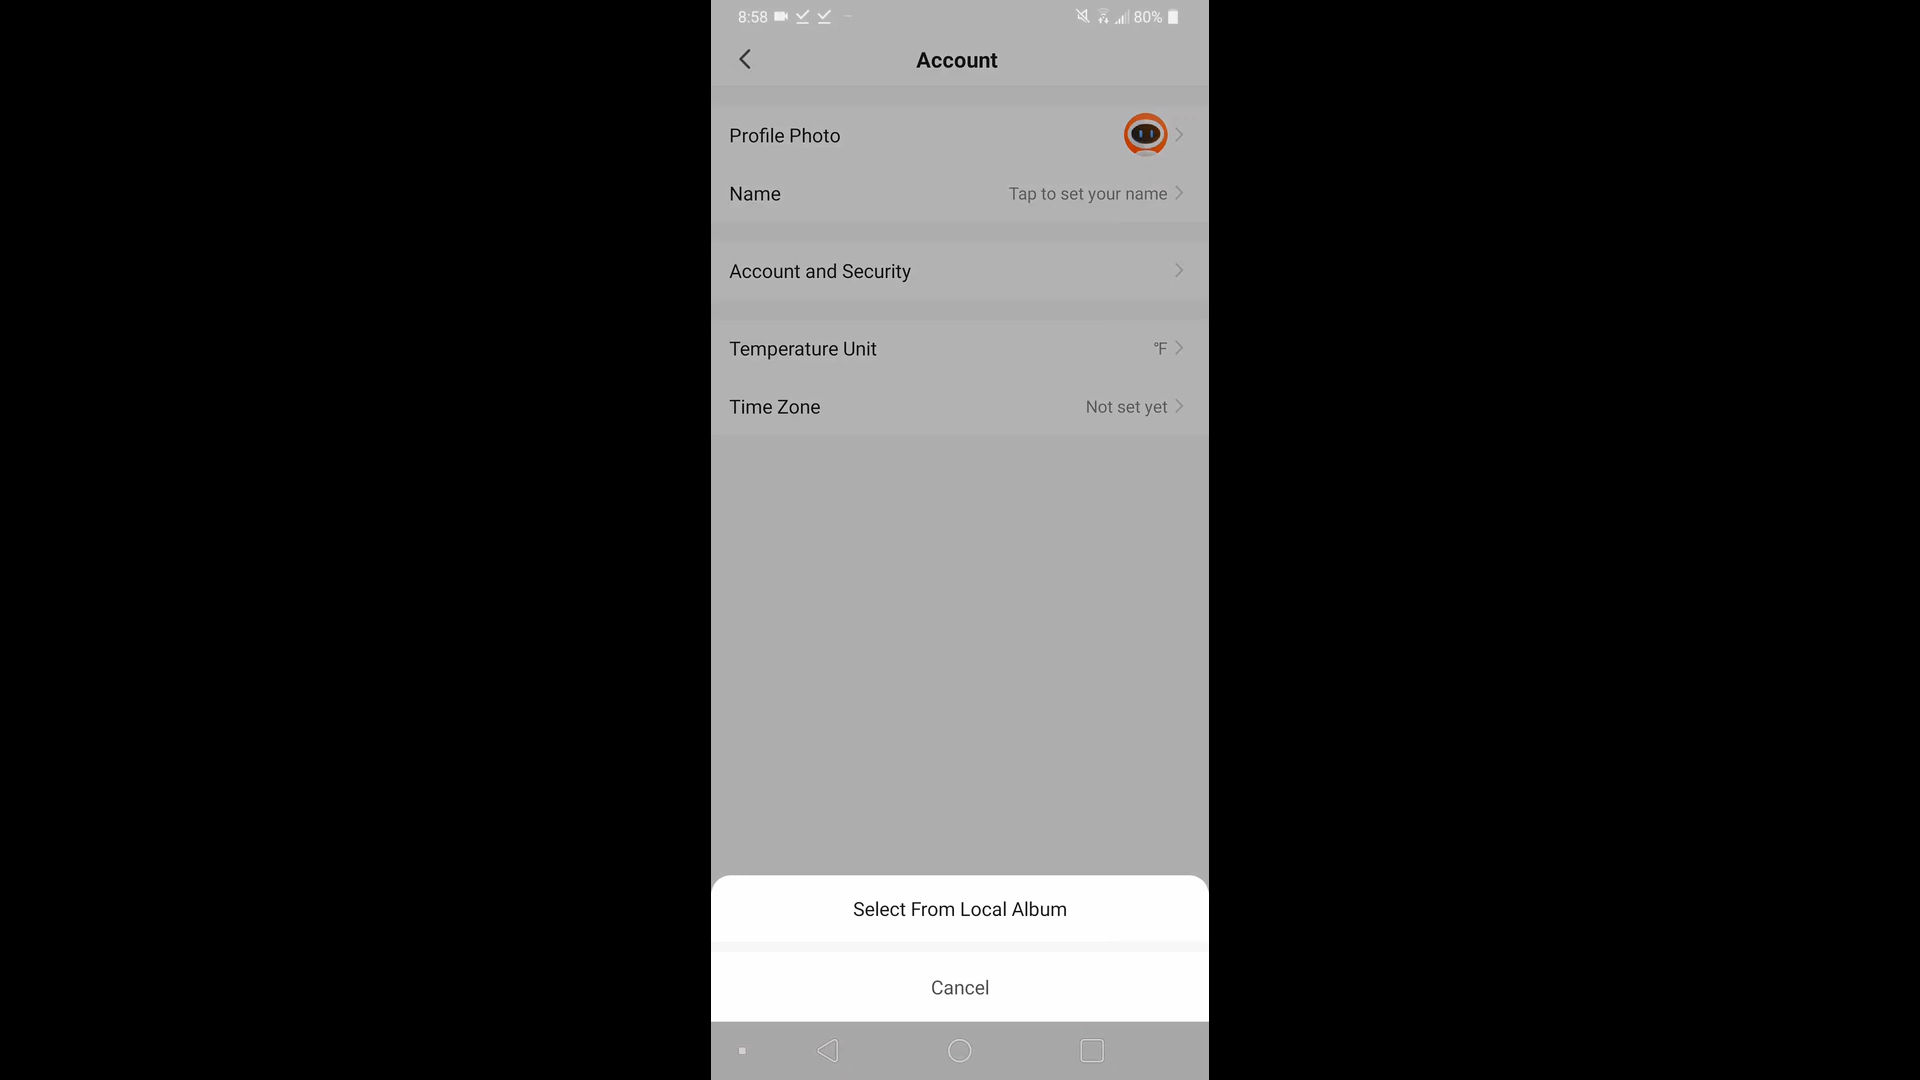 8:58 80%
Account
Profile Photo
Name Tap to set your name
Account and Security
Temperature Unit °F
Time Zone Not set yet
Select From Local Album
Cancel